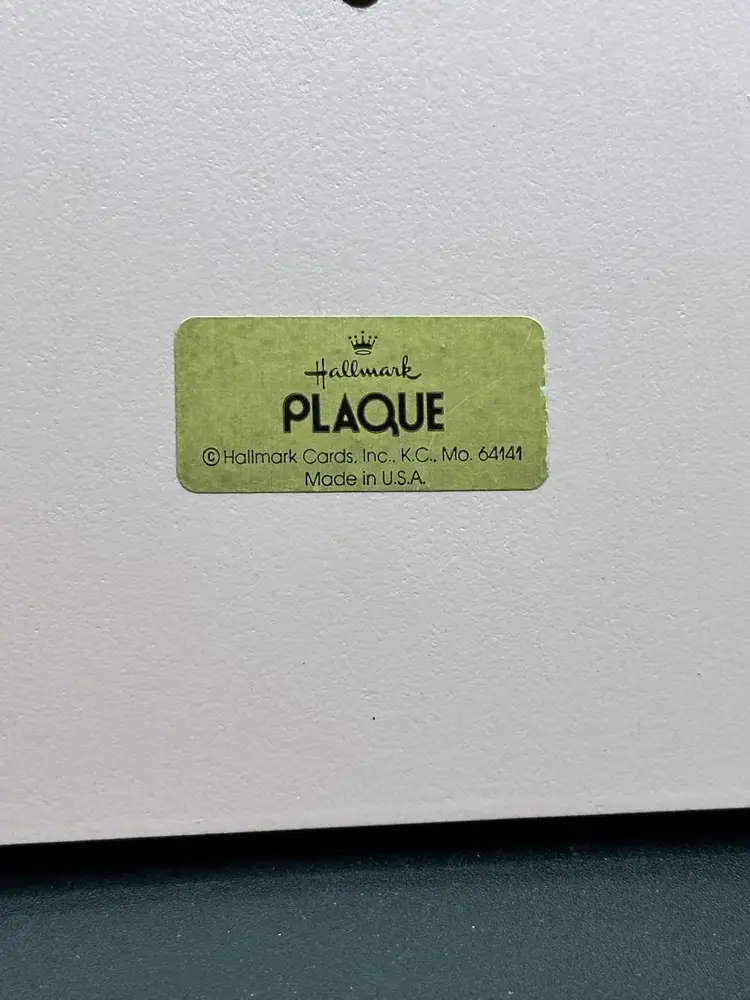 Hallmark
PLAQUE
©Hallmark Cards, Inc., K.C., Mo. 64141
Made in U.S.A.